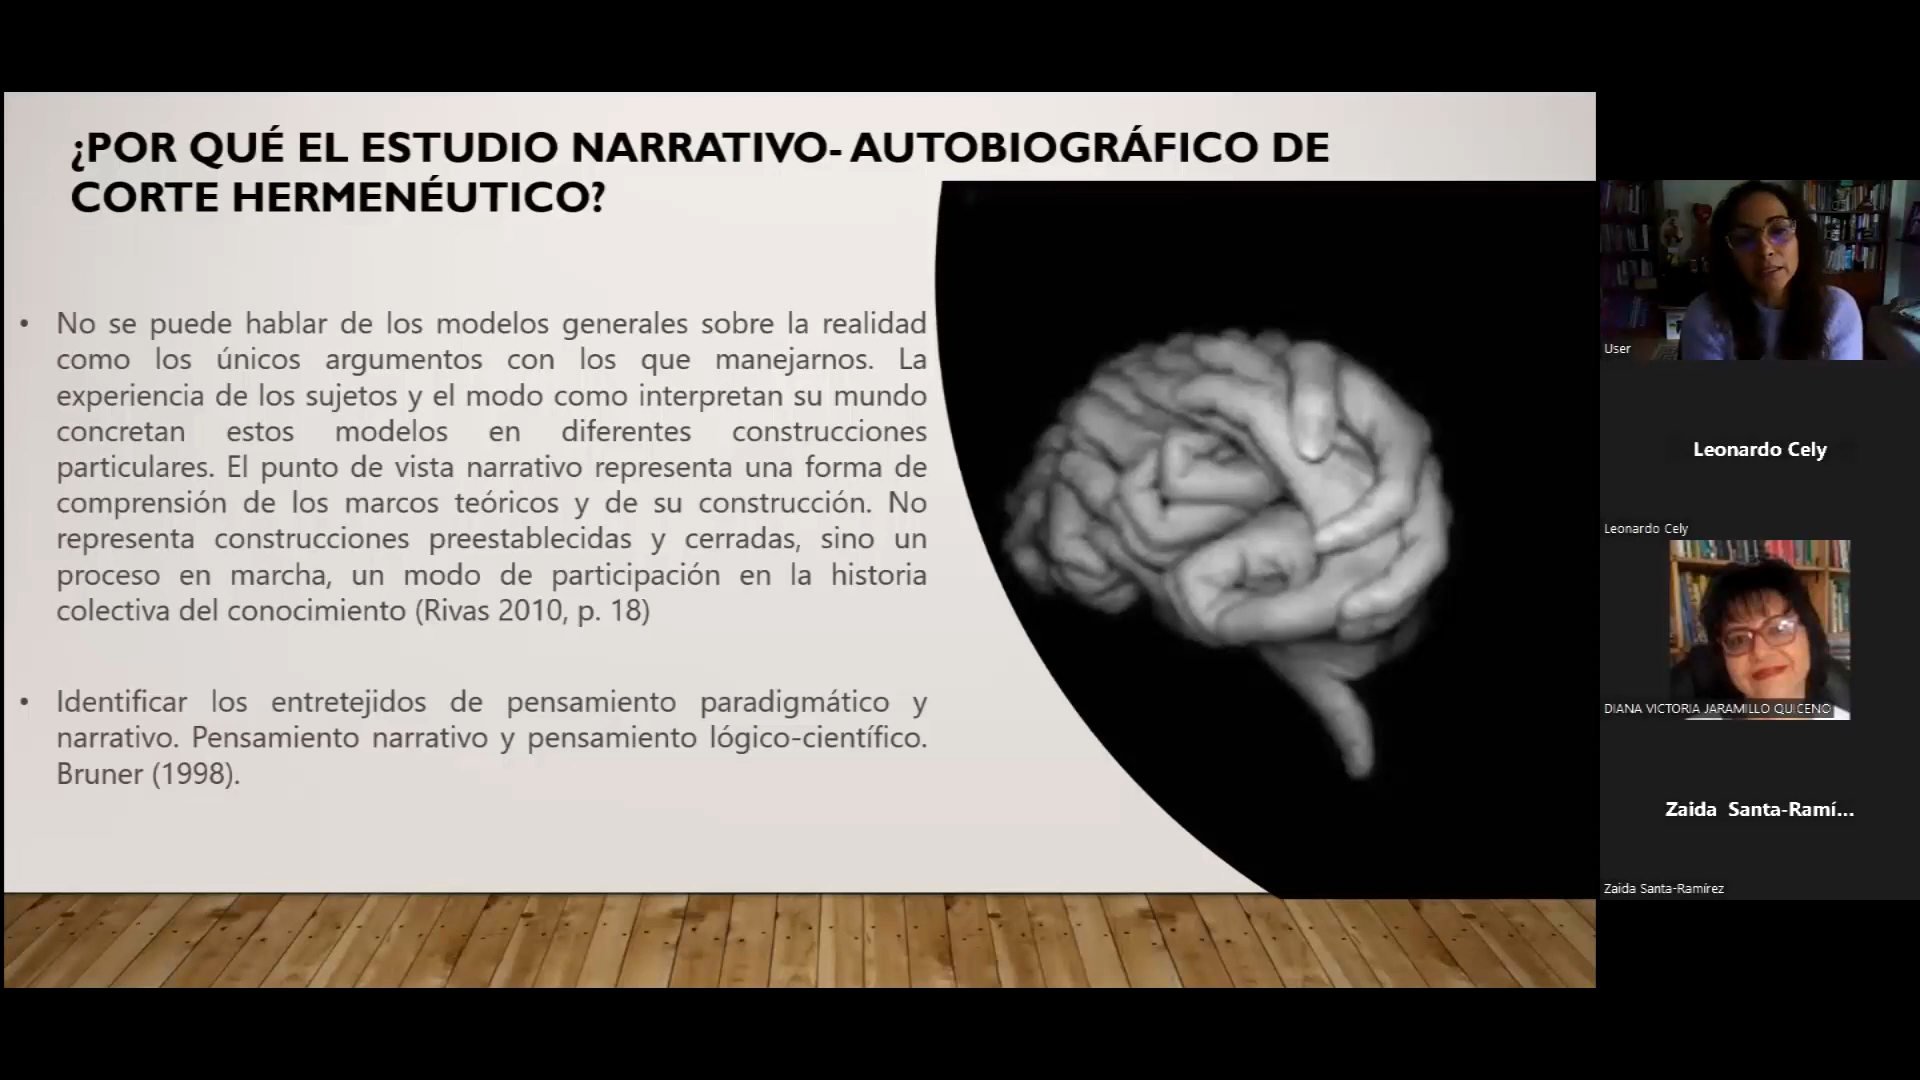 ¿POR QUÉ EL ESTUDIO NARRATIVO- AUTOBIOGRÁFICO DE
CORTE HERMENÉUTICO?
• No se puede hablar de los modelos generales sobre la realidad
como los únicos argumentos con los que manejarnos. La
experiencia de los sujetos y el modo como interpretan su mundo
concretan estos modelos en diferentes construcciones
particulares. El punto de vista narrativo representa una forma de
comprensión de los marcos teóricos y de su construcción. No
representa construcciones preestablecidas y cerradas, sino un
proceso en marcha, un modo de participación en la historia
colectiva del conocimiento (Rivas 2010, p. 18)
• Identificar los entretejidos de pensamiento paradigmático y
narrativo. Pensamiento narrativo y pensamiento lógico-científico.
Bruner (1998).
User
Leonardo Cely
Leonardo Cely
DIANA VICTORIA JARAMILLO QUICENO
Zaida Santa-Ramí...
Zaida Santa-Ramírez